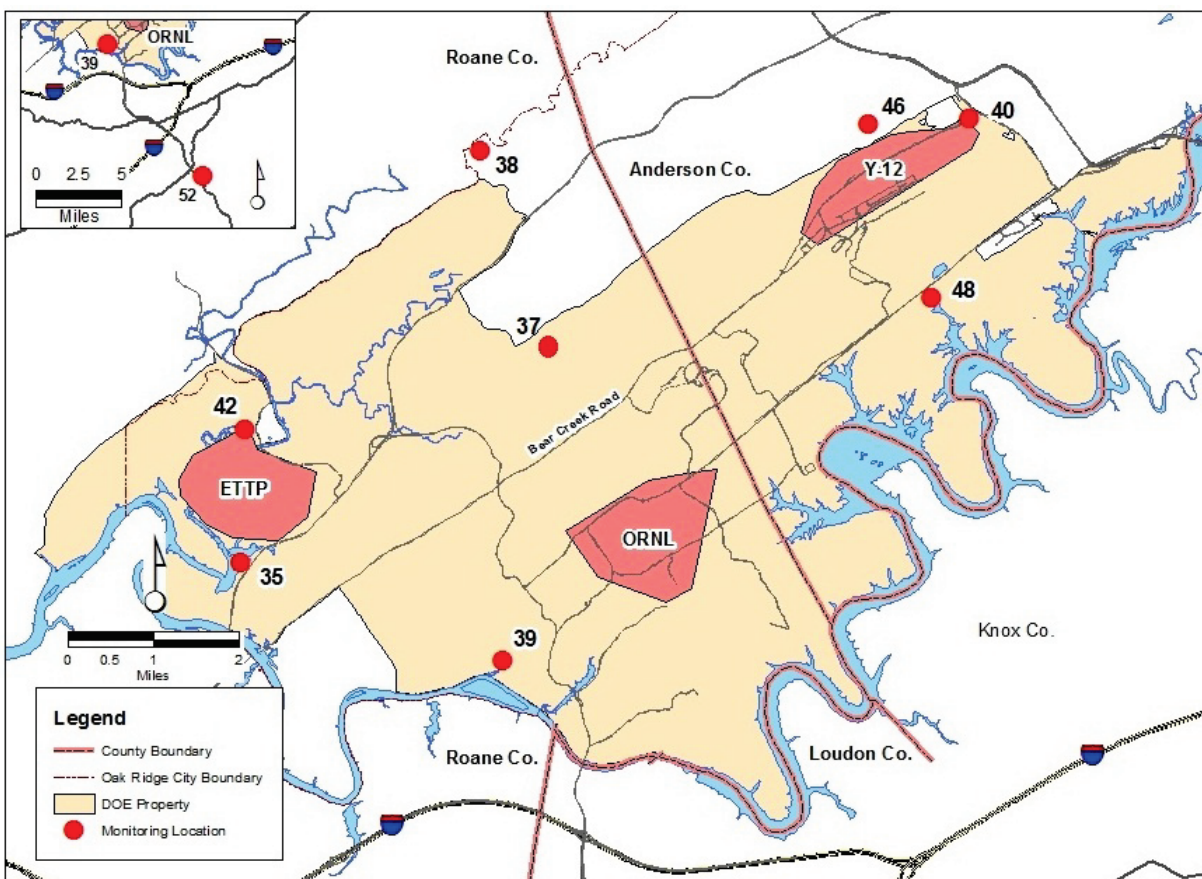 ORNL
39
0 2.5 5
Miles
52
Roane Co.
38
Anderson Co.
46
40
Y-12
48
37
Bear Creek Road
42
ETTP
ORNL
35
0 0.5 1 2
Miles
39
Knox Co.
Roane Co.
Loudon Co.
Legend
County Boundary
Oak Ridge City Boundary
DOE Property
Monitoring Location